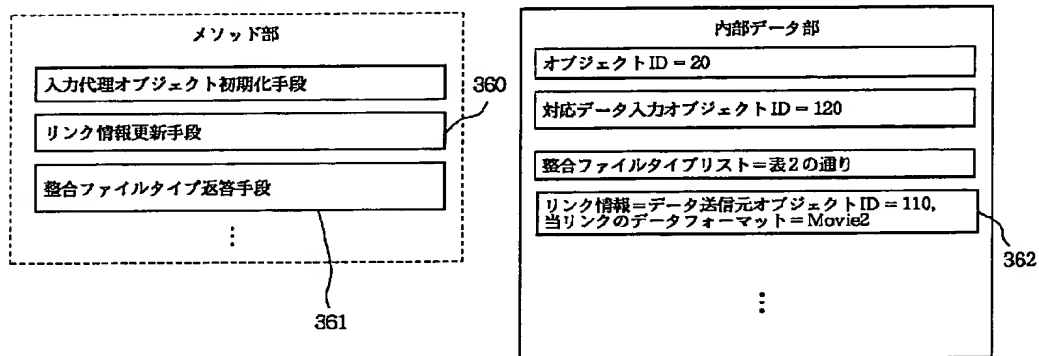 メソッド部
入力代理オブジェクト初期化手段
リンク情報更新手段
整合ファイルタイプ返答手段
⋮
360
361
内部データ部
オブジェクトID=20
対応データ入力オブジェクトID=120
整合ファイルタイプリスト=表2の通り
リンク情報=データ送信元オブジェクトID=110,
当リンクのデータフォーマット=Movie2
⋮
362